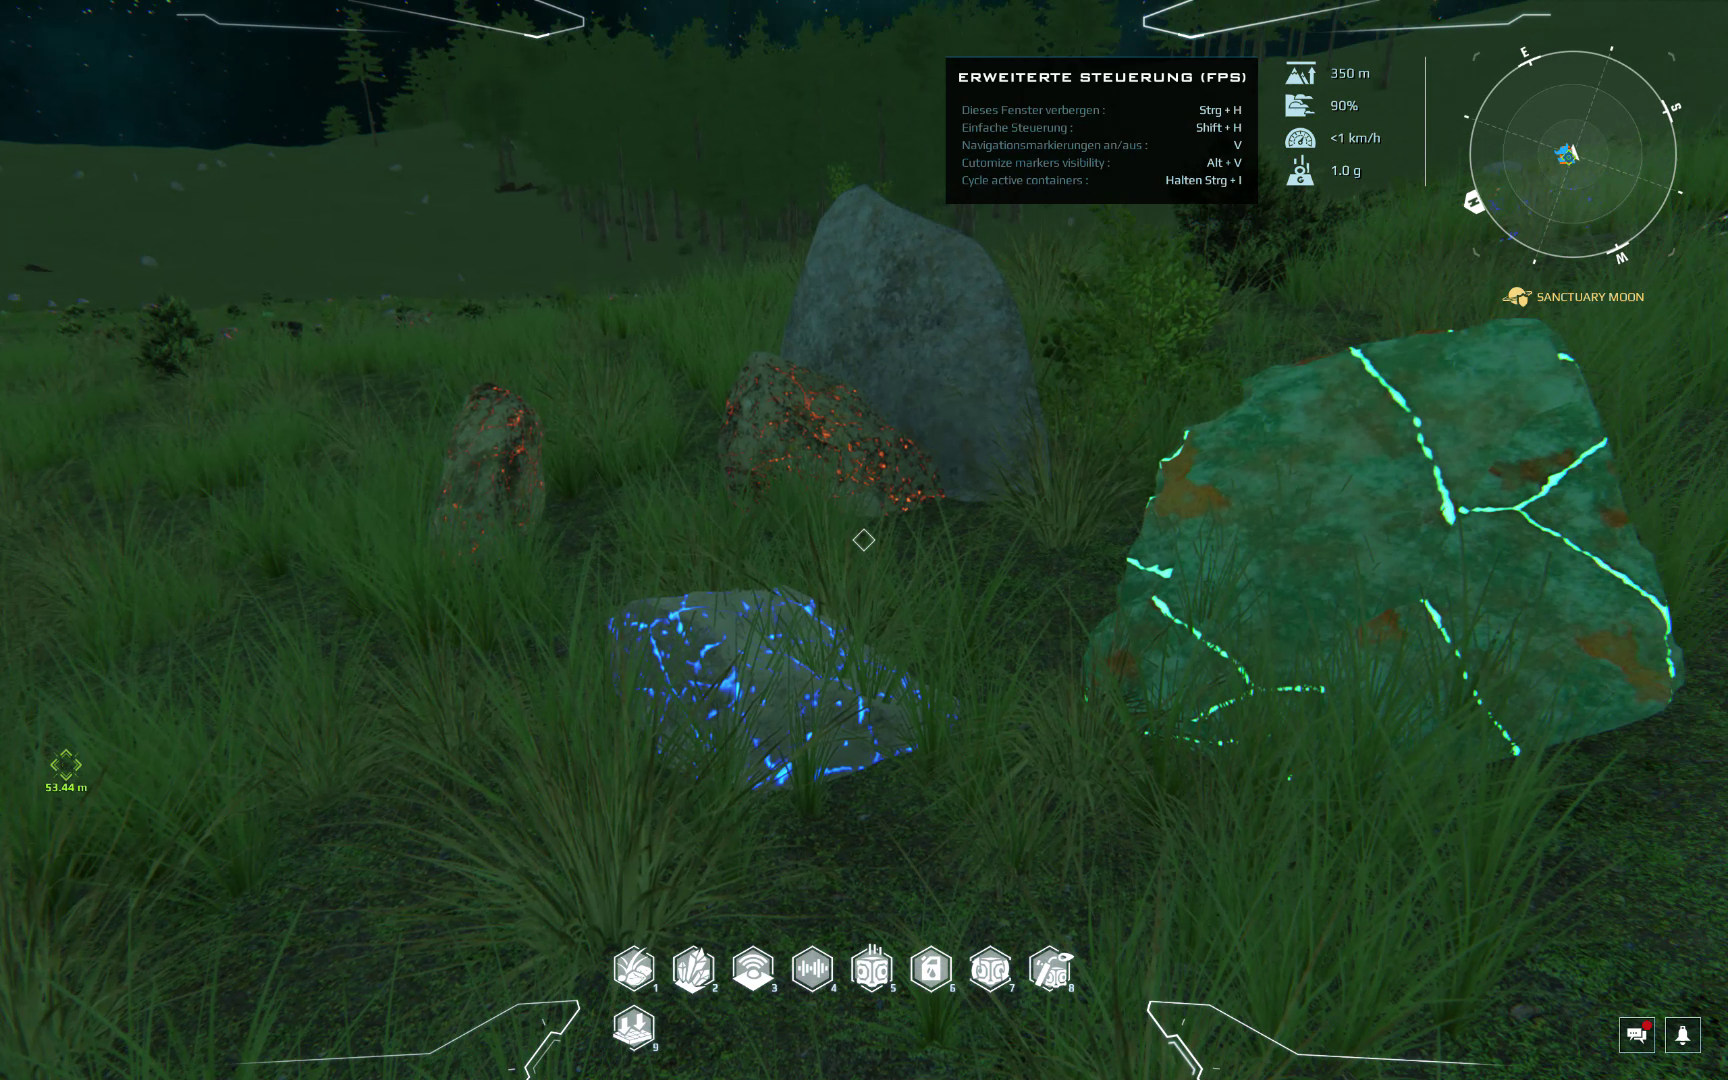 ERWEITERTE STEUERUNG (FPS)
Dieses Fenster verbergen : Strg + H
Einfache Steuerung : Shift + H
Navigationsmarkierungen an/aus : V
Cutomize markers visibility : Alt + V
Cycle active containers : Halten Strg + I
350 m
90%
<1 km/h
1.0 g
E
S
N
W
SANCTUARY MOON
53.44 m
1 2 3 4 5 6 7 8
9